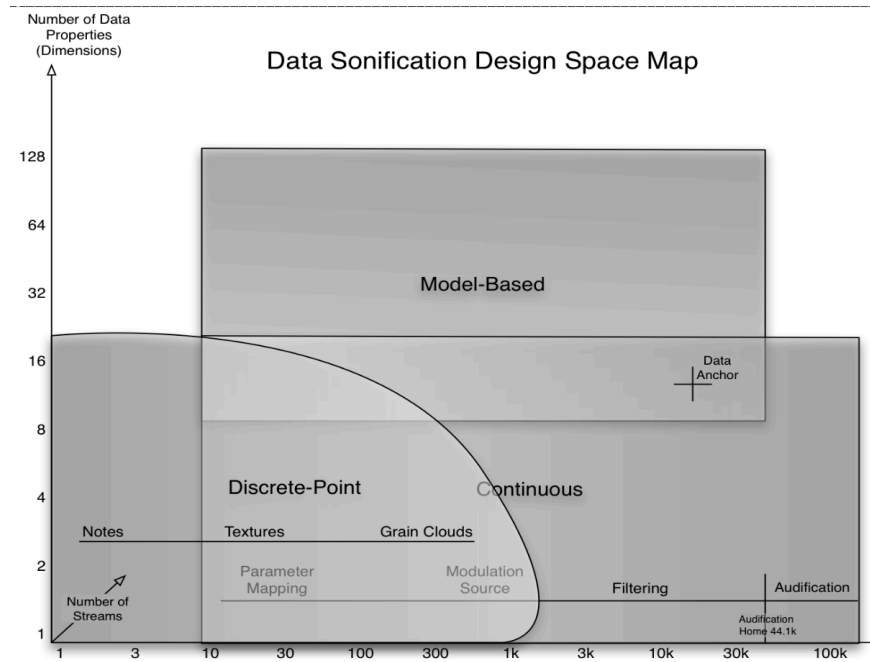 Number of Data
Properties
(Dimensions)
Data Sonification Design Space Map
128
64
32
16
8
4
2
1
Model-Based
Data
Anchor
Discrete-Point
Continuous
Notes
Textures
Grain Clouds
Parameter
Mapping
Modulation
Source
Filtering
Audification
Number of
Streams
Audification
Home 44.1k
1
3
10
30
100
300
1k
3k
10k
30k
100k